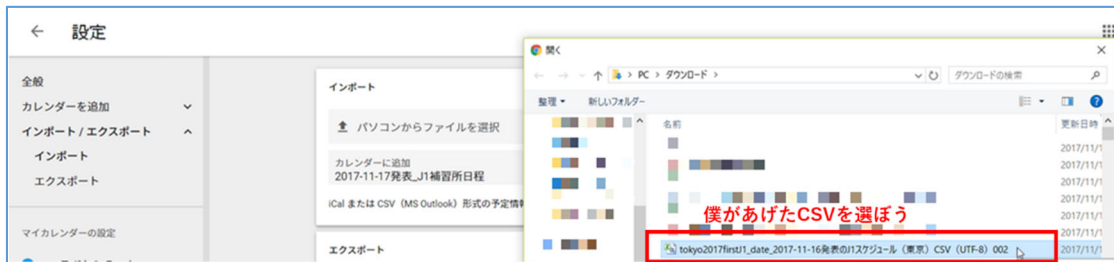 設定
全般
カレンダーを追加
インポート / エクスポート
インポート
エクスポート
マイカレンダーの設定
インポート
パソコンからファイルを選択
カレンダーに追加
2017-11-17発表_J1補習所日程
iCal または CSV（MS Outlook）形式の予定情報
エクスポート
開く
PC > ダウンロード >
ダウンロードの検索
整理
新しいフォルダー
名前
更新日時
2017/11/1
2017/11/1
2017/11/1
2017/11/1
2017/11/1
僕があげたCSVを選ぼう
tokyo2017firstJ1_date_2017-11-16発表のJ1スケジュール（東京）CSV（UTF-8）002
2017/11/1